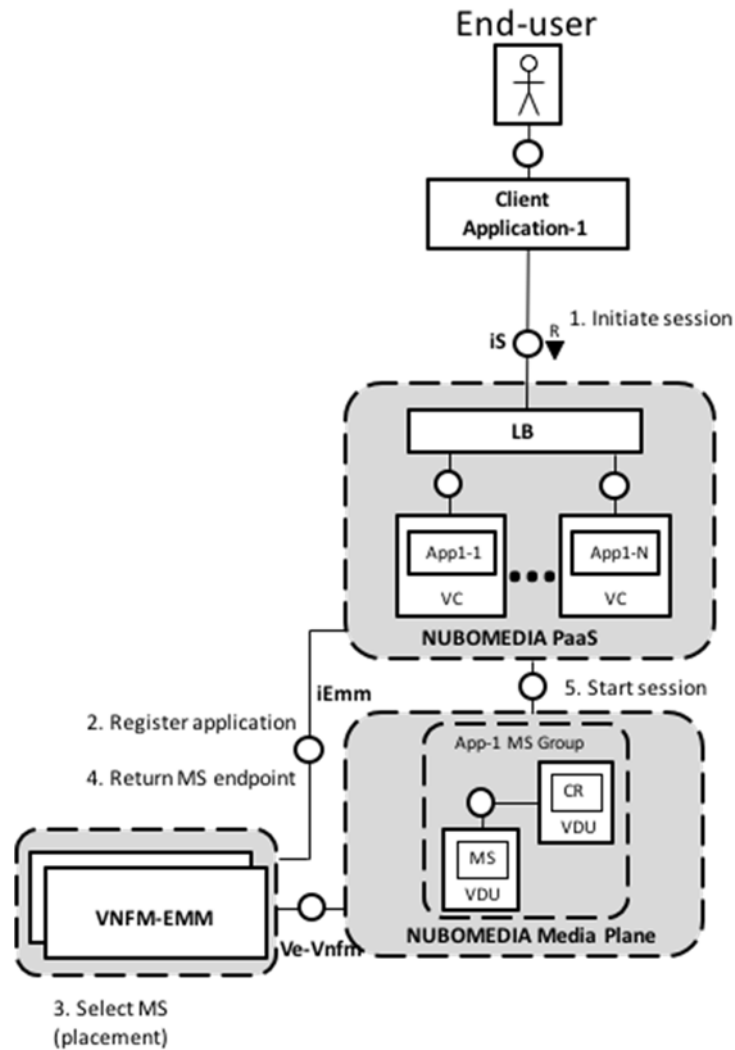 End-user
Client
Application-1
1. Initiate session
R
iS
LB
App1-1
App1-N
VC
VC
NUBOMEDIA PaaS
iEmm
5. Start session
2. Register application
4. Return MS endpoint
App-1 MS Group
CR
VDU
MS
VDU
VNFM-EMM
NUBOMEDIA Media Plane
Ve-Vnfm
3. Select MS
(placement)